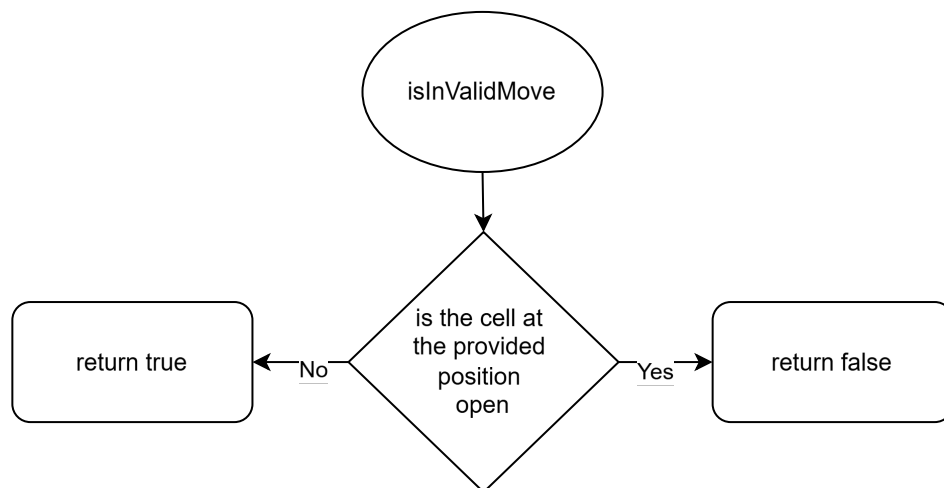 isInValidMove
is the cell at
the provided
position
open
return true
No
Yes
return false